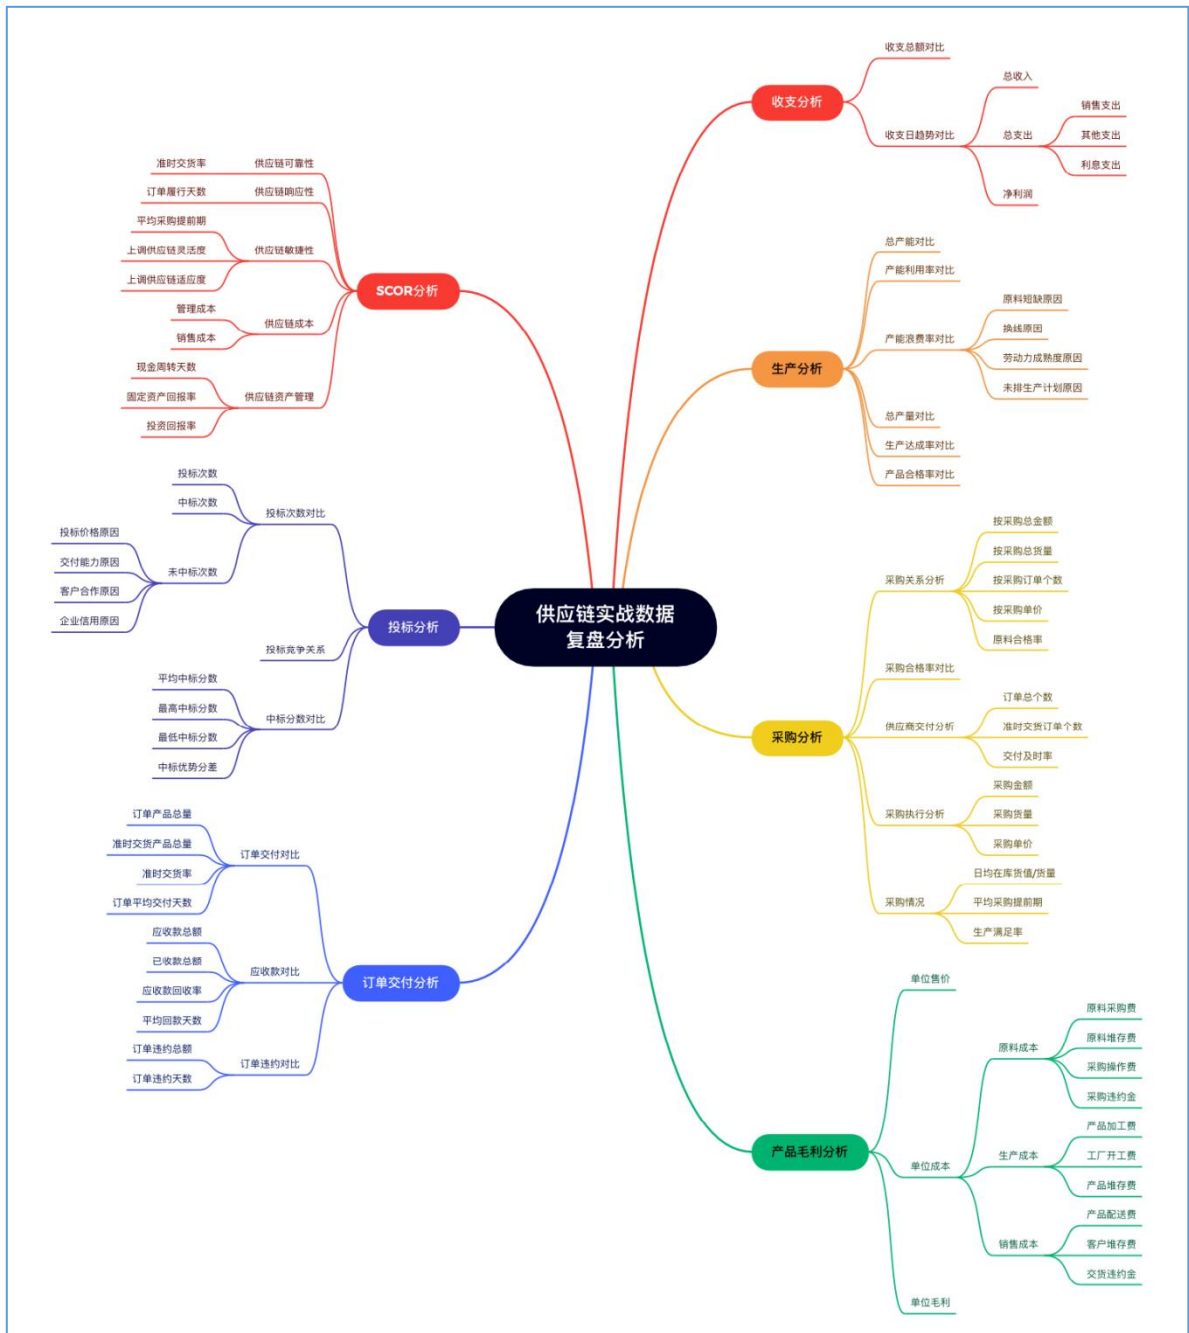 供应链实战数据
复盘分析
收支分析
收支总额对比
收支日趋势对比
总收入
总支出
销售支出
其他支出
利息支出
净利润
生产分析
总产能对比
产能利用率对比
产能浪费率对比
原料短缺原因
换线原因
劳动力成熟度原因
未排生产计划原因
总产量对比
生产达成率对比
产品合格率对比
采购分析
采购关系分析
按采购总金额
按采购总货量
按采购订单个数
按采购单价
原料合格率
采购合格率对比
供应商交付分析
订单总个数
准时交货订单个数
交付及时率
采购执行分析
采购金额
采购货量
采购单价
采购情况
日均在库货值/货量
平均采购提前期
生产满足率
产品毛利分析
单位售价
单位成本
原料成本
原料采购费
原料堆存费
采购操作费
采购违约金
生产成本
产品加工费
工厂开工费
产品堆存费
销售成本
产品配送费
客户堆存费
交货违约金
单位毛利
SCOR分析
供应链可靠性
准时交货率
供应链响应性
订单履行天数
供应链敏捷性
平均采购提前期
上调供应链灵活度
上调供应链适应度
供应链成本
管理成本
销售成本
供应链资产管理
现金周转天数
固定资产回报率
投资回报率
投标分析
投标次数对比
投标次数
中标次数
未中标次数
投标价格原因
交付能力原因
客户合作原因
企业信用原因
投标竞争关系
中标分数对比
平均中标分数
最高中标分数
最低中标分数
中标优势分差
订单交付分析
订单交付对比
订单产品总量
准时交货产品总量
准时交货率
订单平均交付天数
应收款对比
应收款总额
已收款总额
应收款回收率
平均回款天数
订单违约对比
订单违约总额
订单违约天数